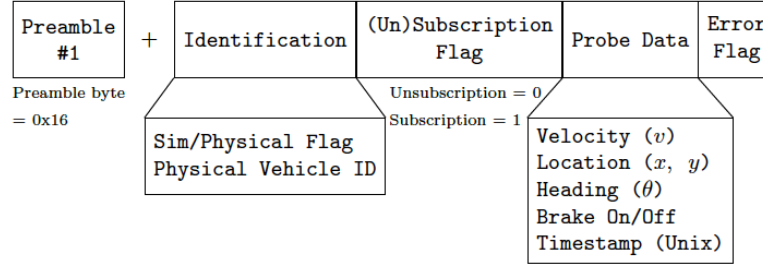 Preamble
#1
+
Identification
(Un)Subscription
Flag
Probe Data
Error
Flag
Preamble byte
= 0x16
Unsubscription = 0
Subscription = 1
Sim/Physical Flag
Physical Vehicle ID
Velocity (v)
Location (x, y)
Heading (θ)
Brake On/Off
Timestamp (Unix)